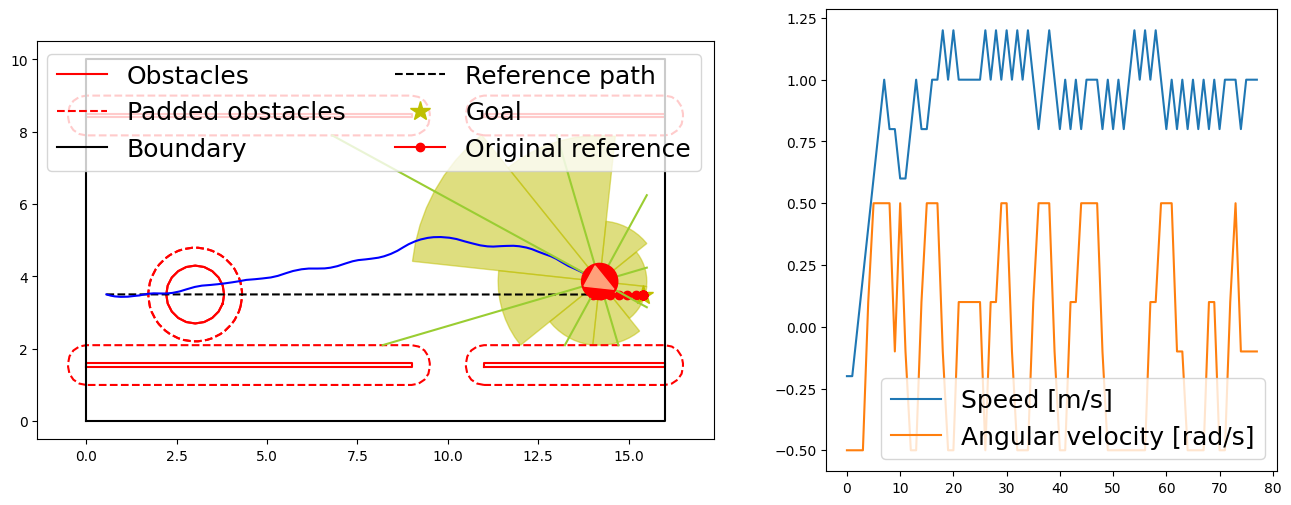 Obstacles
Padded obstacles
Boundary
Reference path
Goal
Original reference
10
8
6
4
2
0
0.0 2.5 5.0 7.5 10.0 12.5 15.0
1.25
1.00
0.75
0.50
0.25
0.00
−0.25
−0.50
Speed [m/s]
Angular velocity [rad/s]
0 10 20 30 40 50 60 70 80